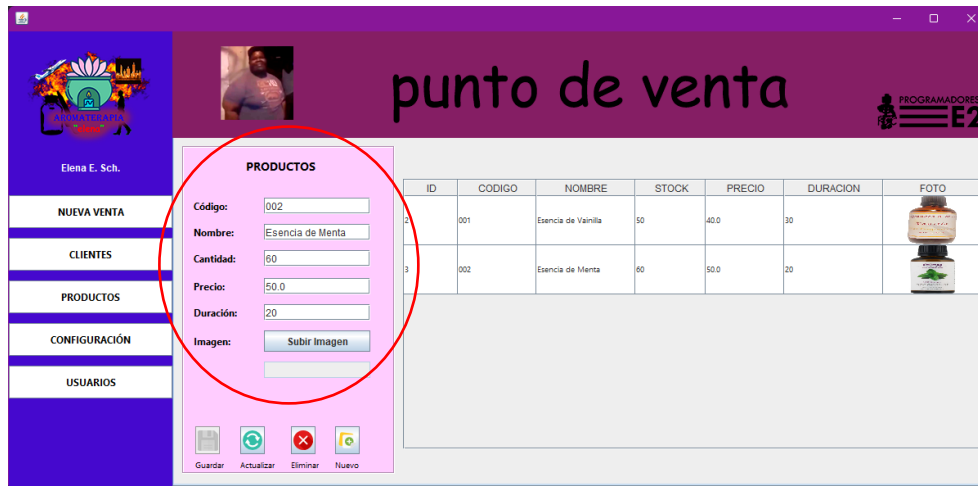 punto de venta
PROGRAMADORES
E2
AROMATERAPIA
Elena E. Sch.
NUEVA VENTA
CLIENTES
PRODUCTOS
CONFIGURACIÓN
USUARIOS
PRODUCTOS
Código: 002
Nombre: Esencia de Menta
Cantidad: 60
Precio: 50.0
Duración: 20
Imagen: Subir Imagen
Guardar Actualizar Eliminar Nuevo
ID CODIGO NOMBRE STOCK PRECIO DURACION FOTO
2 001 Esencia de Vainilla 50 40.0 30
3 002 Esencia de Menta 60 50.0 20